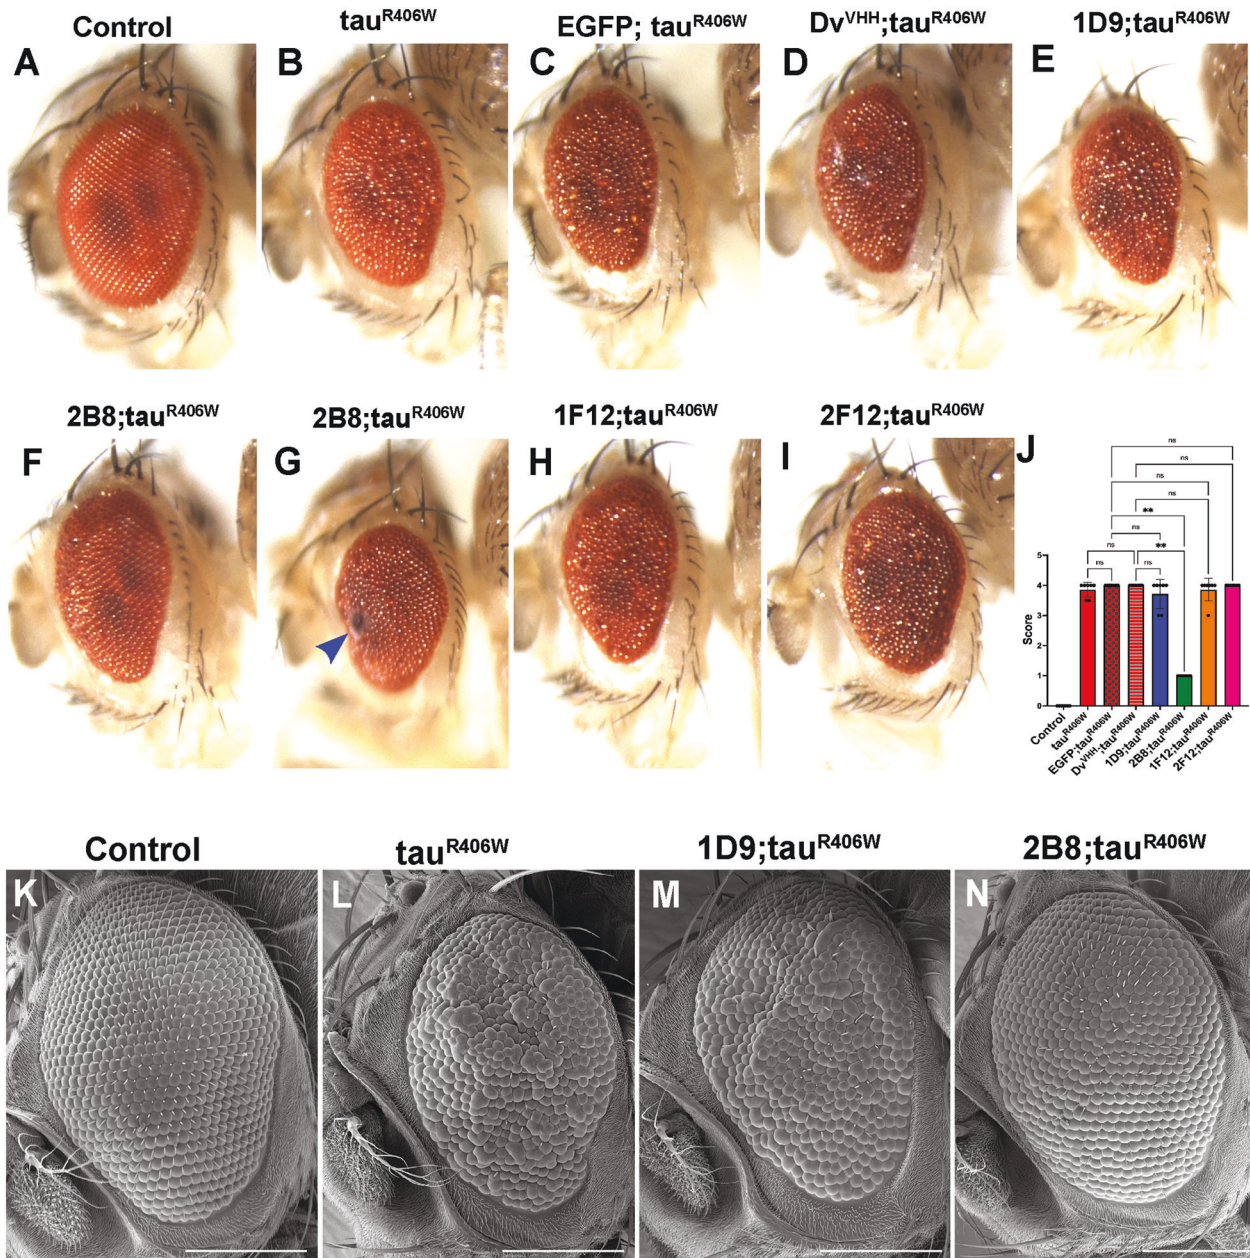 Control
tauR406W
EGFP; tauR406W
DvVHH;tauR406W
1D9;tauR406W
A
B
C
D
E
2B8;tauR406W
2B8;tauR406W
1F12;tauR406W
2F12;tauR406W
F
G
H
I
J
ns
ns
ns
ns
**
ns
ns
**
ns
ns
5
4
3
2
1
0
Score
Control
tauR406W
EGFP;tauR406W
DvVHH;tauR406W
1D9;tauR406W
2B8;tauR406W
1F12;tauR406W
2F12;tauR406W
Control
tauR406W
1D9;tauR406W
2B8;tauR406W
K
L
M
N